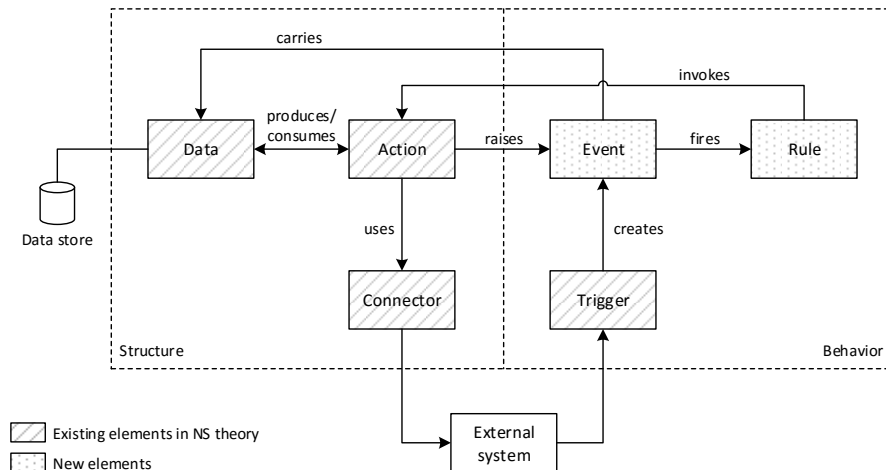 carries
invokes
produces/
consumes
Data
Action
raises
Event
fires
Rule
Data store
uses
creates
Connector
Trigger
Structure
Behavior
Existing elements in NS theory
External
system
New elements